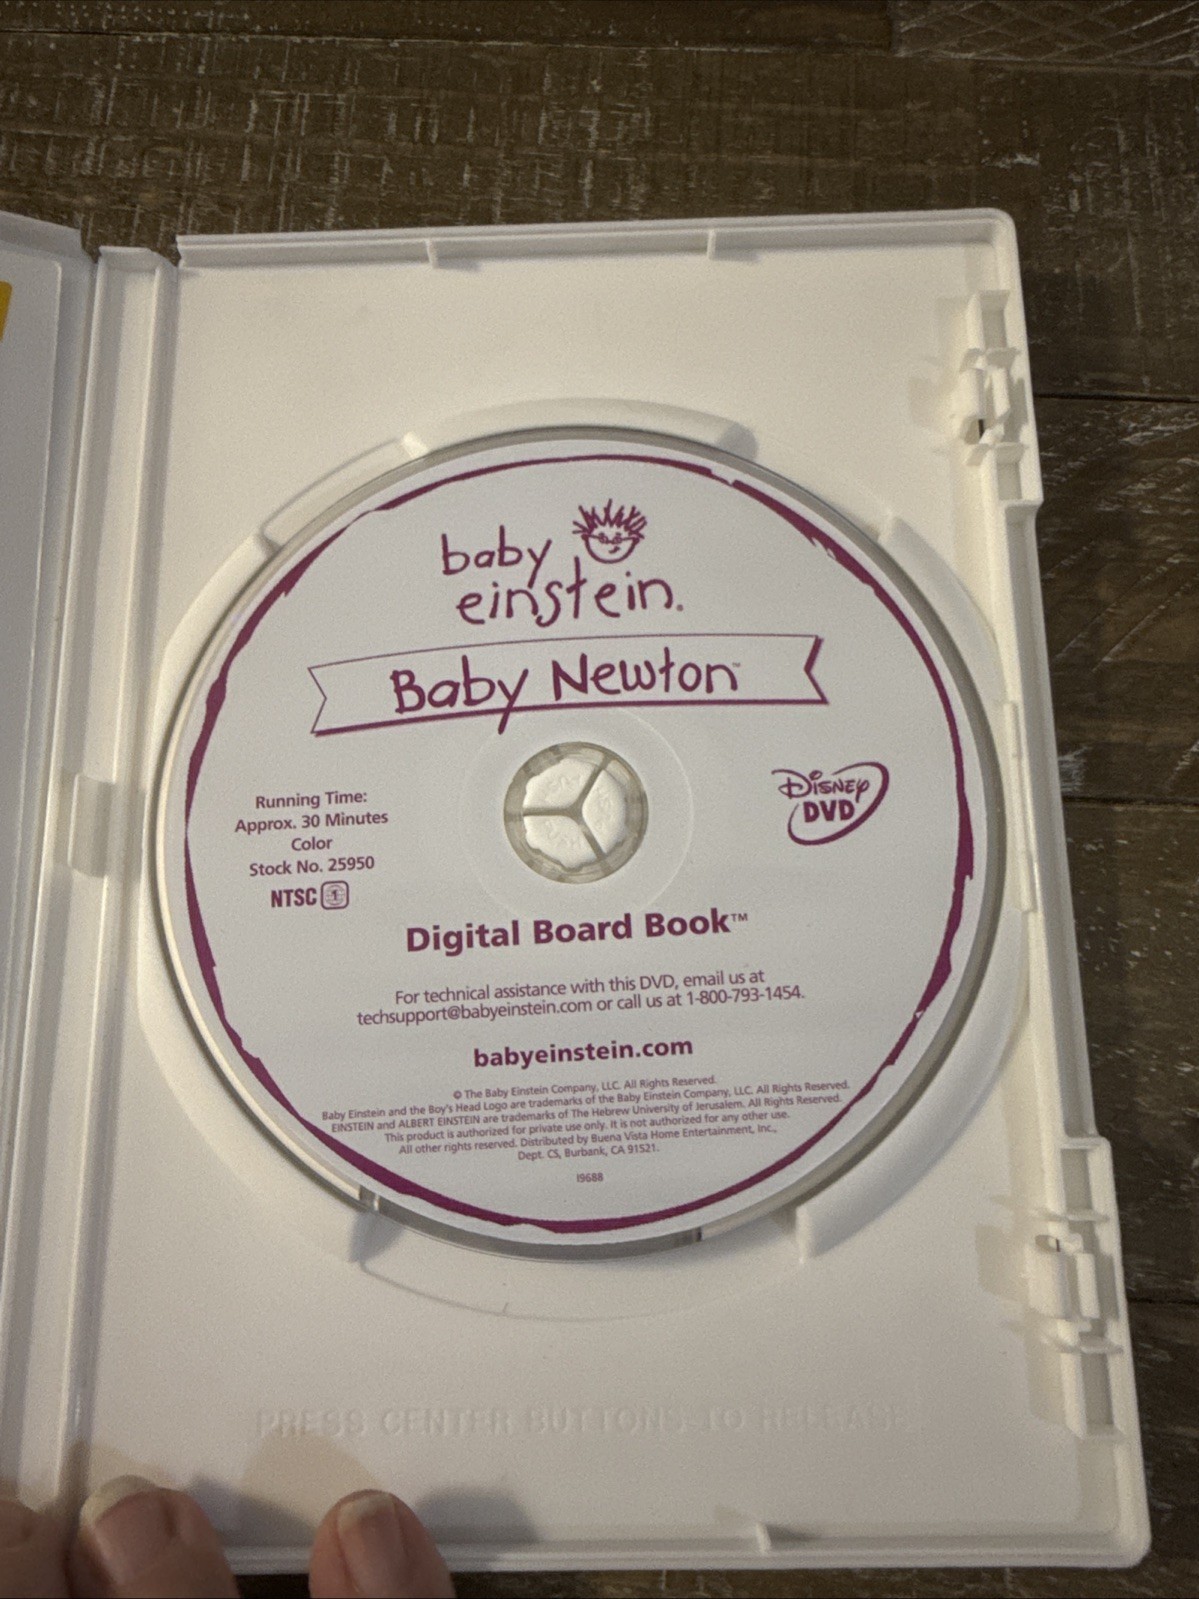 baby
einstein.
Baby Newton™
Running Time:
Approx. 30 Minutes
Color
Stock No. 25950
NTSC 1
Disney
DVD
Digital Board Book™
For technical assistance with this DVD, email us at
techsupport@babyeinstein.com or call us at 1-800-793-1454.
babyeinstein.com
© The Baby Einstein Company, LLC. All Rights Reserved.
Baby Einstein and the Boy's Head Logo are trademarks of the Baby Einstein Company, LLC. All Rights Reserved.
EINSTEIN and ALBERT EINSTEIN are trademarks of The Hebrew University of Jerusalem. All Rights Reserved.
This product is authorized for private use only. It is not authorized for any other use.
All other rights reserved. Distributed by Buena Vista Home Entertainment, Inc.,
Dept. CS, Burbank, CA 91521.
I9688
PRESS CENTER BUTTONS TO RELEASE